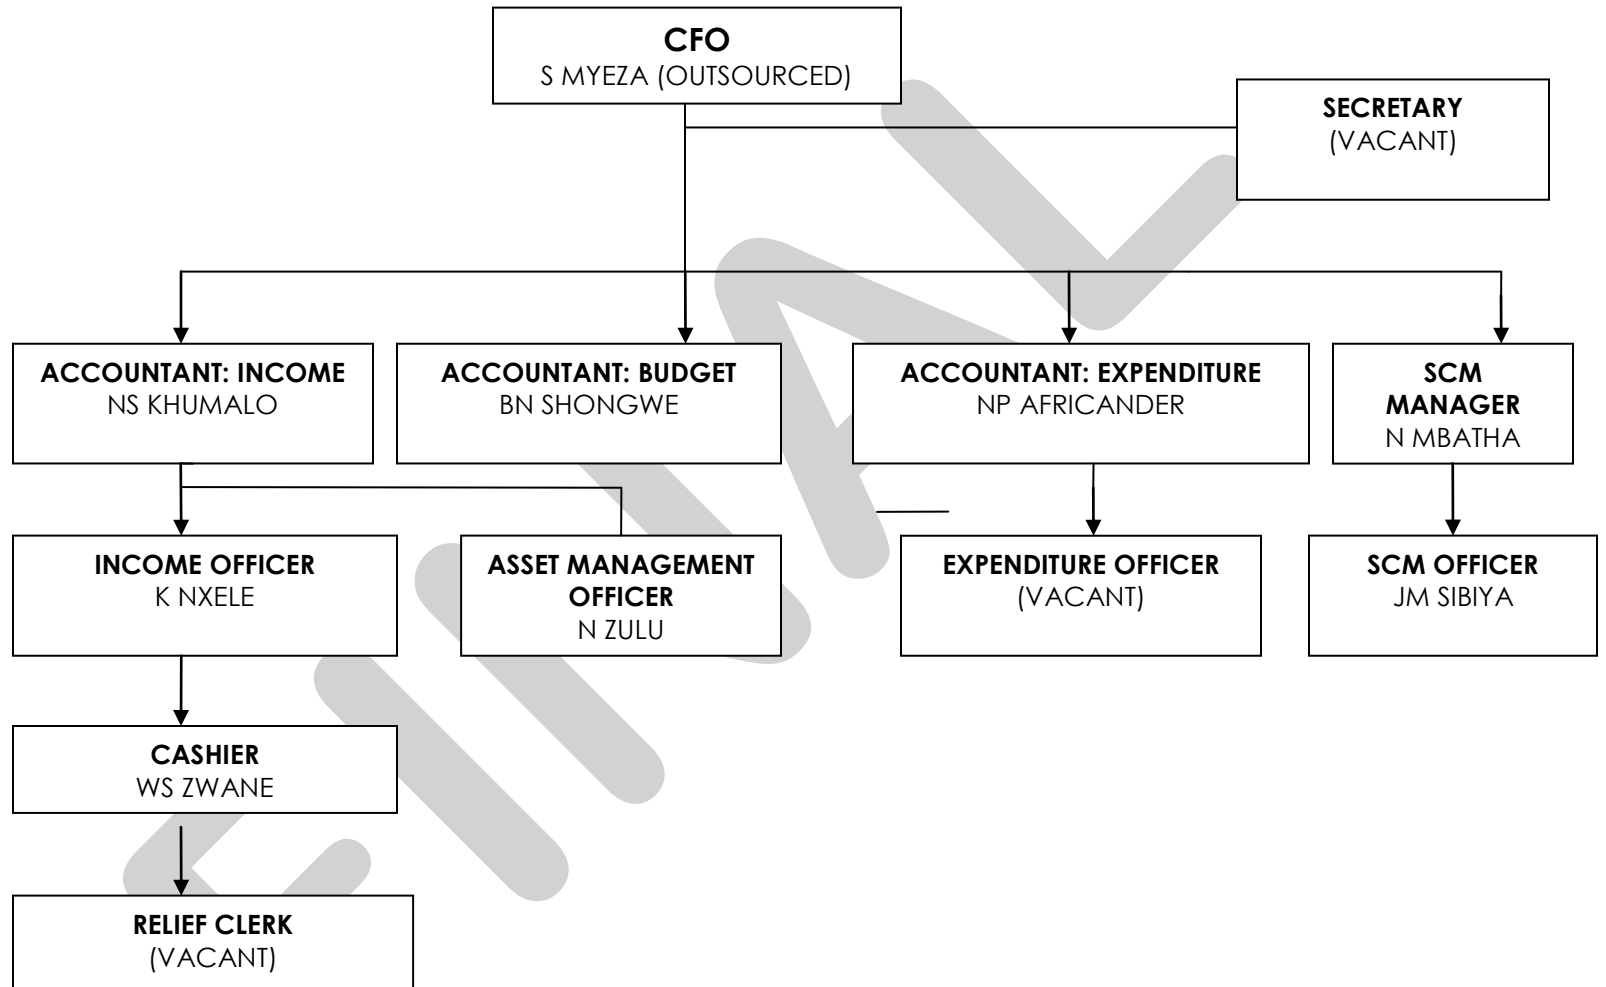 CFO
S MYEZA (OUTSOURCED)
SECRETARY
(VACANT)
ACCOUNTANT: INCOME
NS KHUMALO
ACCOUNTANT: BUDGET
BN SHONGWE
ACCOUNTANT: EXPENDITURE
NP AFRICANDER
SCM
MANAGER
N MBATHA
INCOME OFFICER
K NXELE
ASSET MANAGEMENT
OFFICER
N ZULU
EXPENDITURE OFFICER
(VACANT)
SCM OFFICER
JM SIBIYA
CASHIER
WS ZWANE
RELIEF CLERK
(VACANT)
FINAL